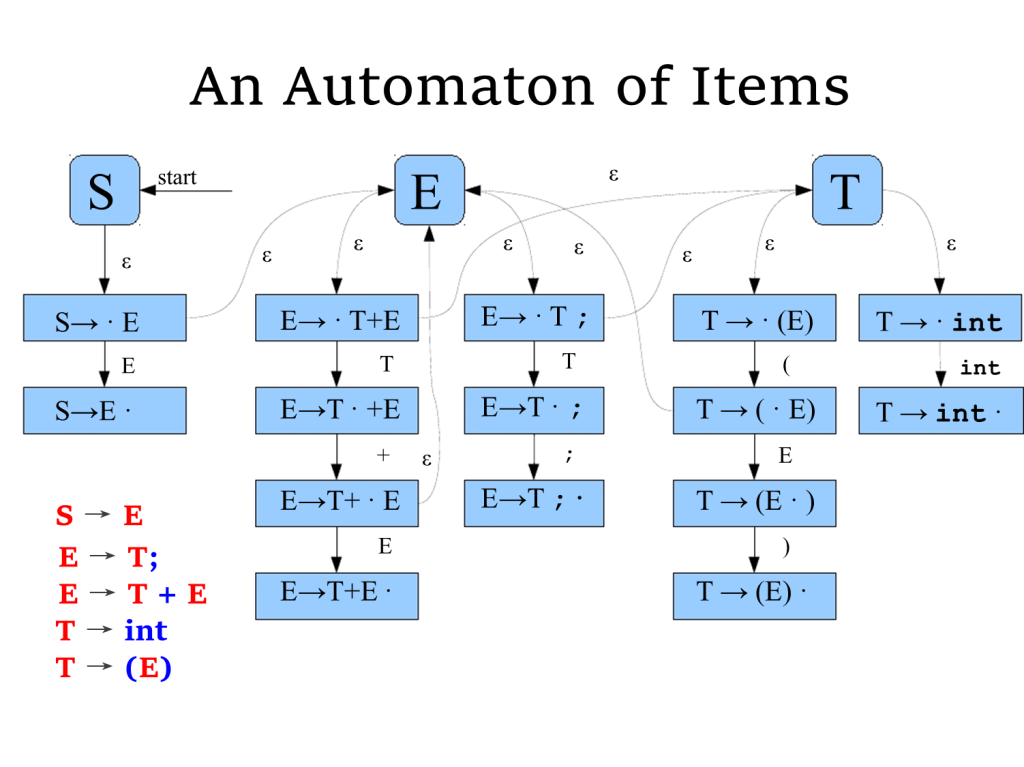 An Automaton of Items
S
start
E
ε
T
ε
ε
ε
ε
ε
ε
ε
ε
S→ · E
E→ · T+E
E→ · T ;
T → · (E)
T → · int
E
T
T
(
int
S→E ·
E→T · +E
E→T · ;
T → ( · E)
T → int ·
+
ε
;
E
E→T+ · E
E→T ; ·
T → (E · )
E
)
E→T+E ·
T → (E) ·
S → E
E → T;
E → T + E
T → int
T → (E)